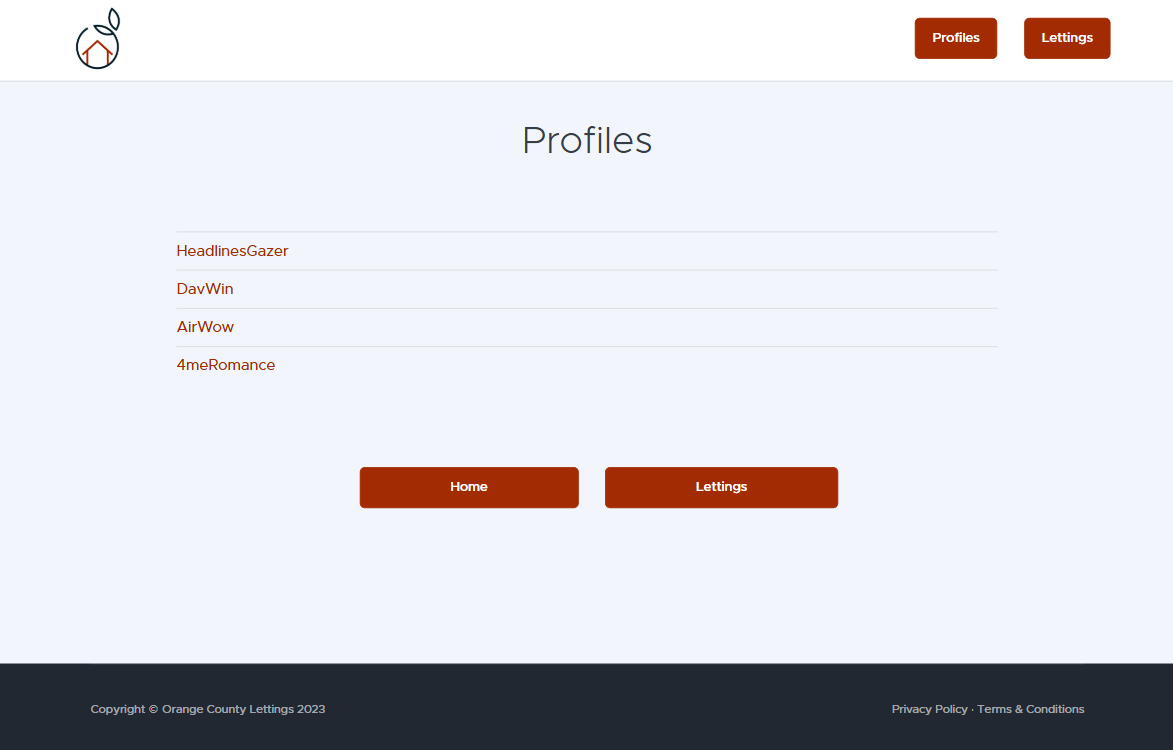 Profiles
Lettings
Profiles
HeadlinesGazer
DavWin
AirWow
4meRomance
Home
Lettings
Copyright © Orange County Lettings 2023
Privacy Policy · Terms & Conditions